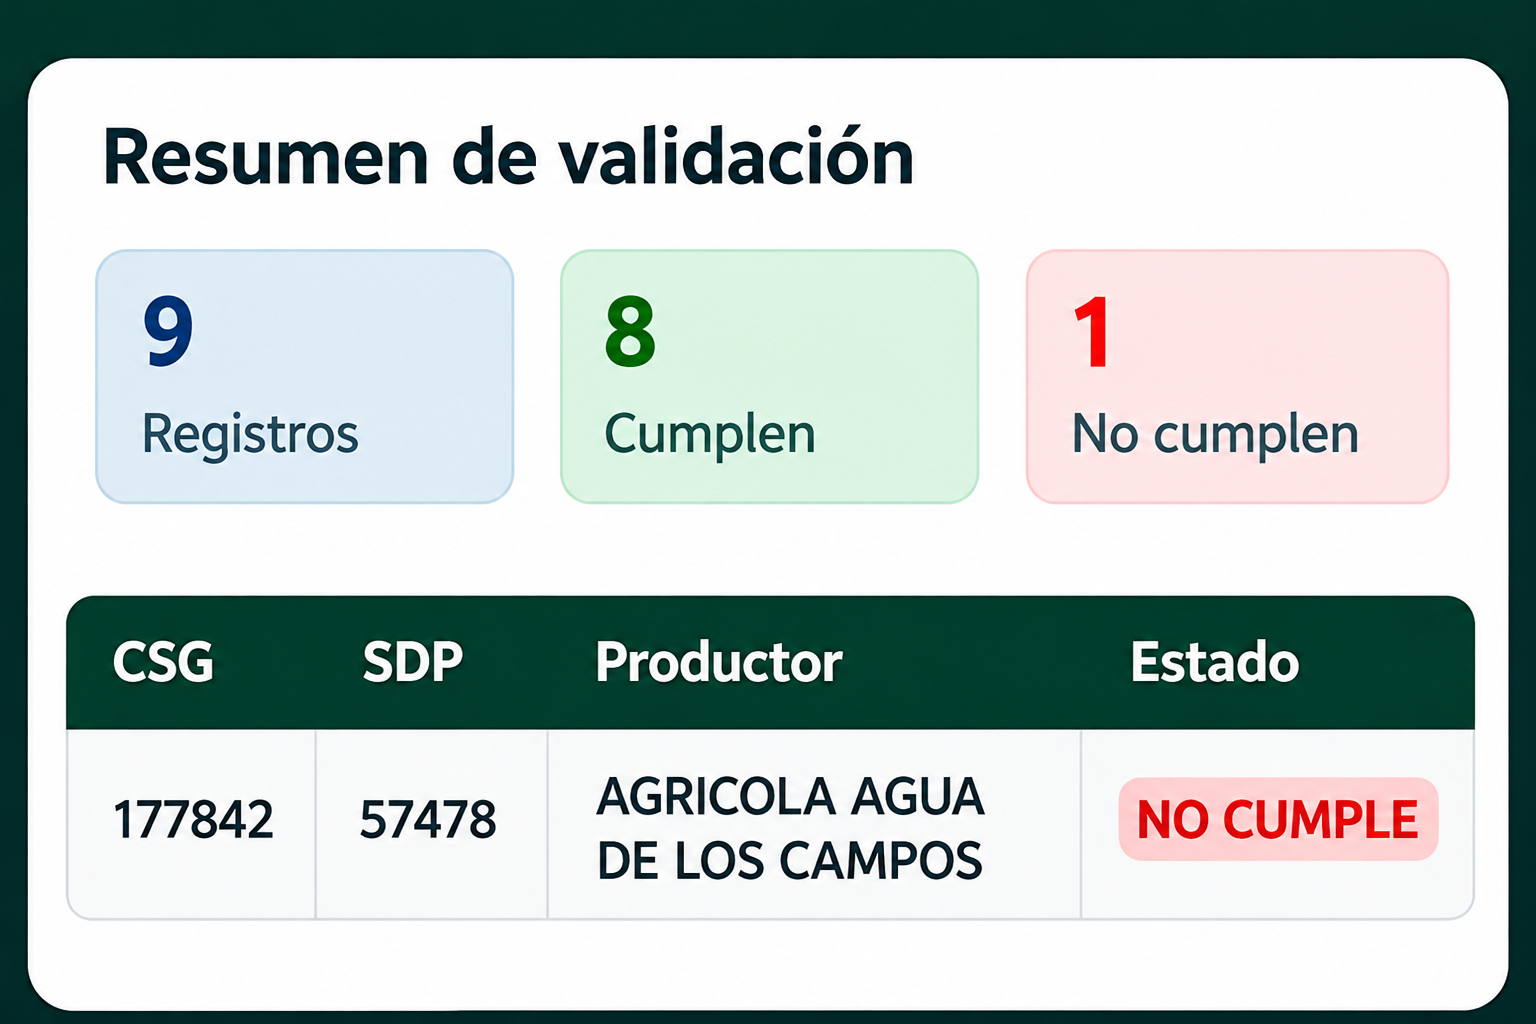 Resumen de validación
9
Registros
8
Cumplen
1
No cumplen
CSG SDP Productor Estado
177842 57478 AGRICOLA AGUA DE LOS CAMPOS NO CUMPLE